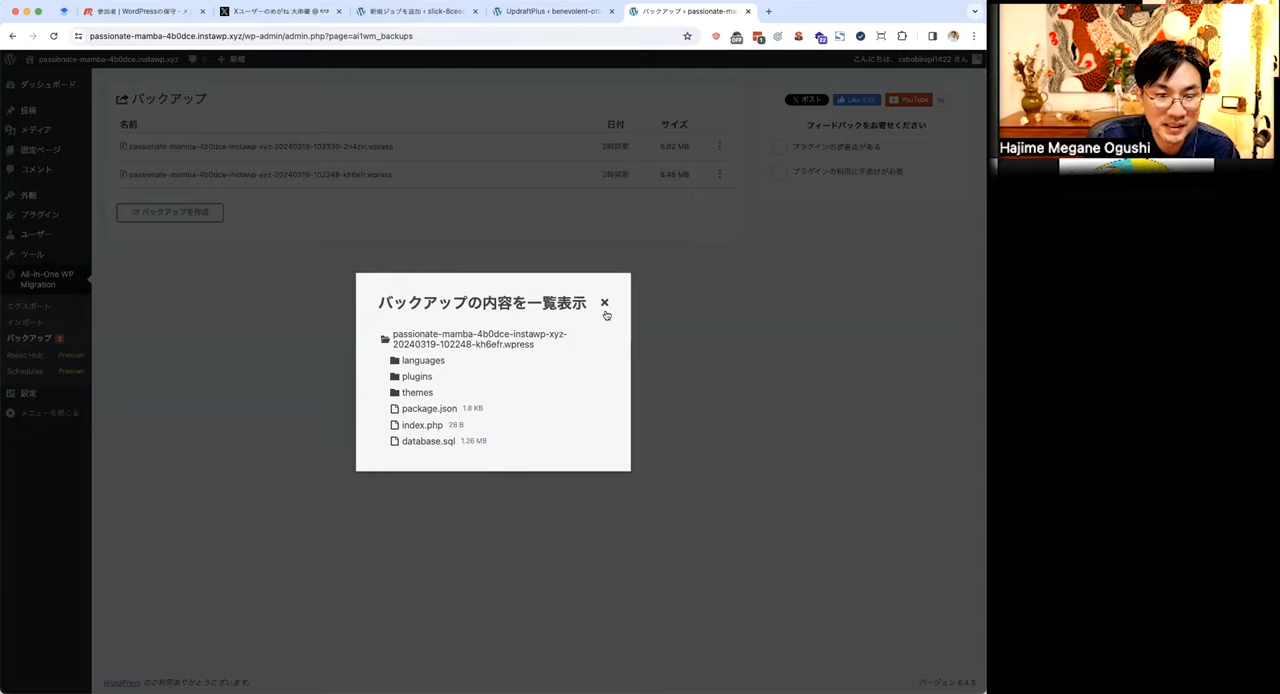 参加者 | WordPressの保守・メ
Xユーザーのめがね 大串肇 @
新規ジョブを追加 ‹ slick-8cee
UpdraftPlus ‹ benevolent-ot
バックアップ ‹ passionate-ma
passionate-mamba-4b0dce.instawp.xyz/wp-admin/admin.php?page=ai1wm_backups
passionate-mamba-4b0dce.instawp.xyz
新規
こんにちは、zabobirepi1422 さん
ダッシュボード
投稿
メディア
固定ページ
コメント
外観
プラグイン
ユーザー
ツール
All-in-One WP
Migration
エクスポート
インポート
バックアップ 3
Reset Hub Premium
Schedules Premium
設定
メニューを閉じる
バックアップ
名前 日付 サイズ
passionate-mamba-4b0dce-instawp-xyz-20240319-102330-2n4zvi.wpress 2時間前
passionate-mamba-4b0dce-instawp-xyz-20240319-102248-kh6efr.wpress 2時間前 6.48 MB
バックアップを作成
ポスト
Like
YouTube
フィードバックをお寄せください
プラグインの改善点がある
プラグインの利用に手助けが必要
バックアップの内容を一覧表示
passionate-mamba-4b0dce-instawp-xyz-
20240319-102248-kh6efr.wpress
languages
plugins
themes
package.json 1.8 KB
index.php 28 B
database.sql 1.26 MB
WordPress のご利用ありがとうございます。
バージョン 6.4.3
Hajime Megane Ogushi
OFF
1
22